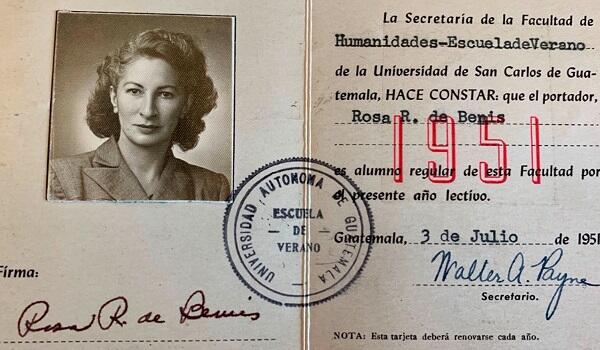 La Secretaría de la Facultad de
Humanidades-EscueladeVerano
de la Universidad de San Carlos de Gua-
temala, HACE CONSTAR: que el portador,
Rosa R. de Bemis
1951
es alumno regular de esta Facultad por
el presente año lectivo.
Guatemala, 3 de Julio de 1951
Walter A. Payne
Secretario.
NOTA: Esta tarjeta deberá renovarse cada año.
UNIVERSIDAD AUTONOMA DE GUATEMALA
ESCUELA
DE
VERANO
Firma:
Rosa R. de Bemis